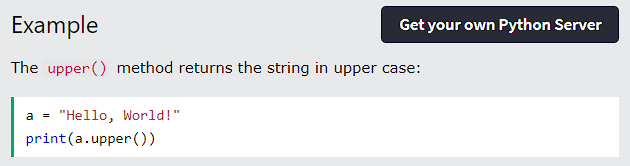 Example
Get your own Python Server
The upper() method returns the string in upper case:
a = "Hello, World!"
print(a.upper())